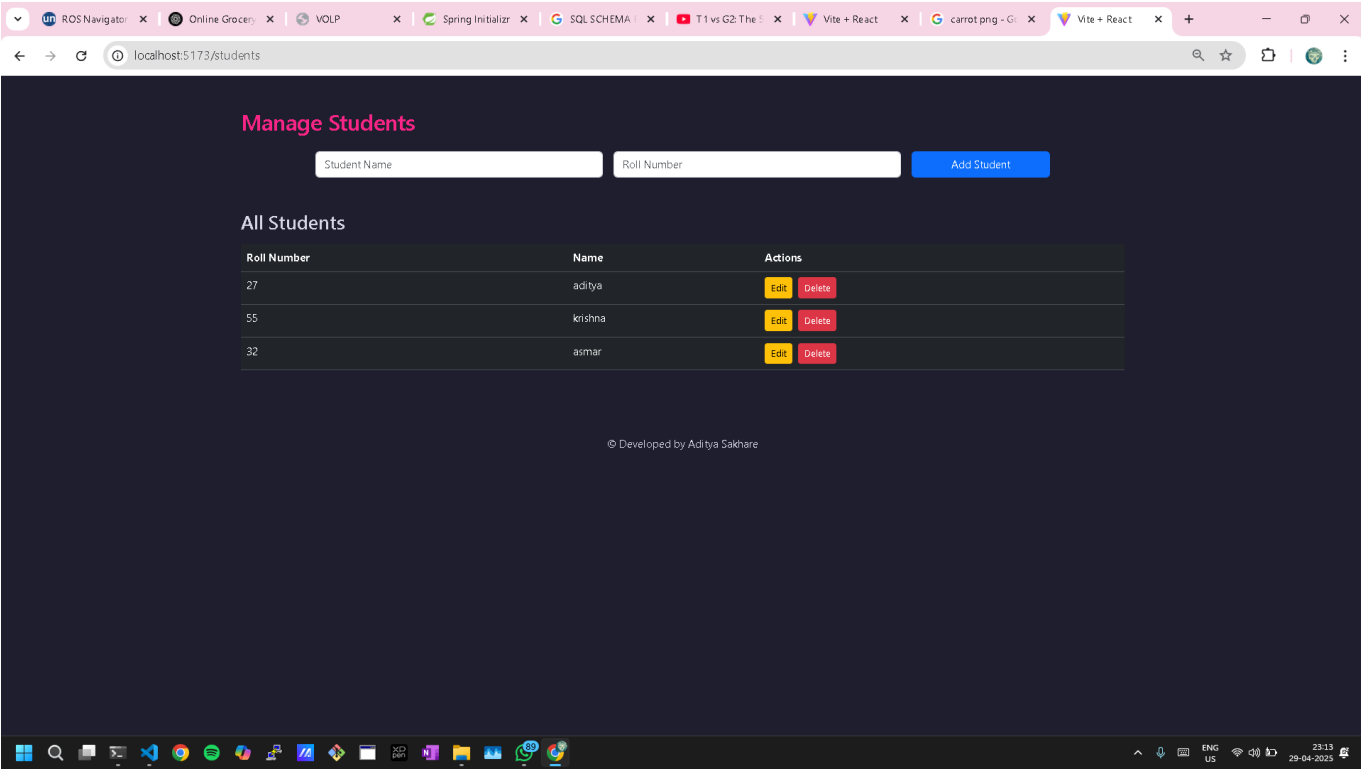 ROS Navigator
Online Grocery
VOLP
Spring Initializr
SQL SCHEMA
T1 vs G2: The S
Vite + React
carrot png - Go
Vite + React
localhost:5173/students
Manage Students
Student Name
Roll Number
Add Student
All Students
Roll Number Name Actions
27 aditya Edit Delete
55 krishna Edit Delete
32 asmar Edit Delete
© Developed by Aditya Sakhare
89
ENG
US
23:13
29-04-2025